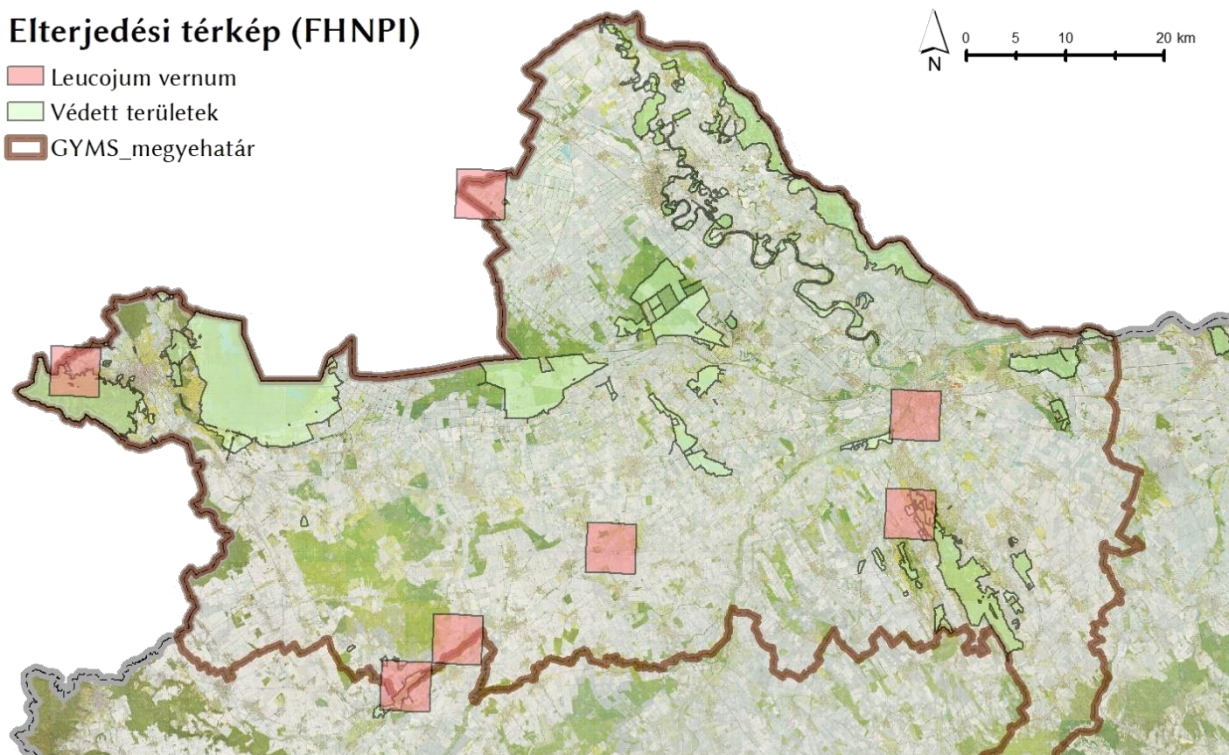 Elterjedési térkép (FHNPI)
Leucojum vernum
Védett területek
GYMS_megyehatár
N
0 5 10 20 km